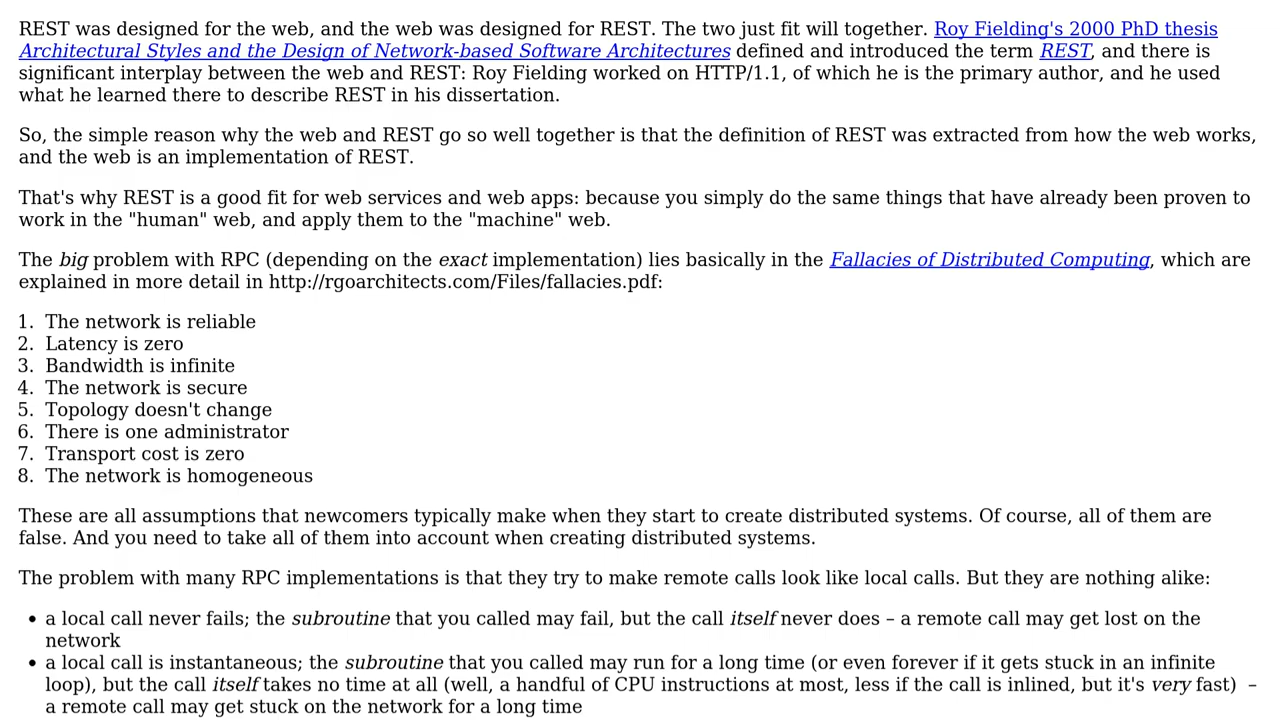 REST was designed for the web, and the web was designed for REST. The two just fit will together. Roy Fielding's 2000 PhD thesis
Architectural Styles and the Design of Network-based Software Architectures defined and introduced the term REST, and there is
significant interplay between the web and REST: Roy Fielding worked on HTTP/1.1, of which he is the primary author, and he used
what he learned there to describe REST in his dissertation.
So, the simple reason why the web and REST go so well together is that the definition of REST was extracted from how the web works,
and the web is an implementation of REST.
That's why REST is a good fit for web services and web apps: because you simply do the same things that have already been proven to
work in the "human" web, and apply them to the "machine" web.
The big problem with RPC (depending on the exact implementation) lies basically in the Fallacies of Distributed Computing, which are
explained in more detail in http://rgoarchitects.com/Files/fallacies.pdf:
1. The network is reliable
2. Latency is zero
3. Bandwidth is infinite
4. The network is secure
5. Topology doesn't change
6. There is one administrator
7. Transport cost is zero
8. The network is homogeneous
These are all assumptions that newcomers typically make when they start to create distributed systems. Of course, all of them are
false. And you need to take all of them into account when creating distributed systems.
The problem with many RPC implementations is that they try to make remote calls look like local calls. But they are nothing alike:
• a local call never fails; the subroutine that you called may fail, but the call itself never does – a remote call may get lost on the
network
• a local call is instantaneous; the subroutine that you called may run for a long time (or even forever if it gets stuck in an infinite
loop), but the call itself takes no time at all (well, a handful of CPU instructions at most, less if the call is inlined, but it's very fast) –
a remote call may get stuck on the network for a long time